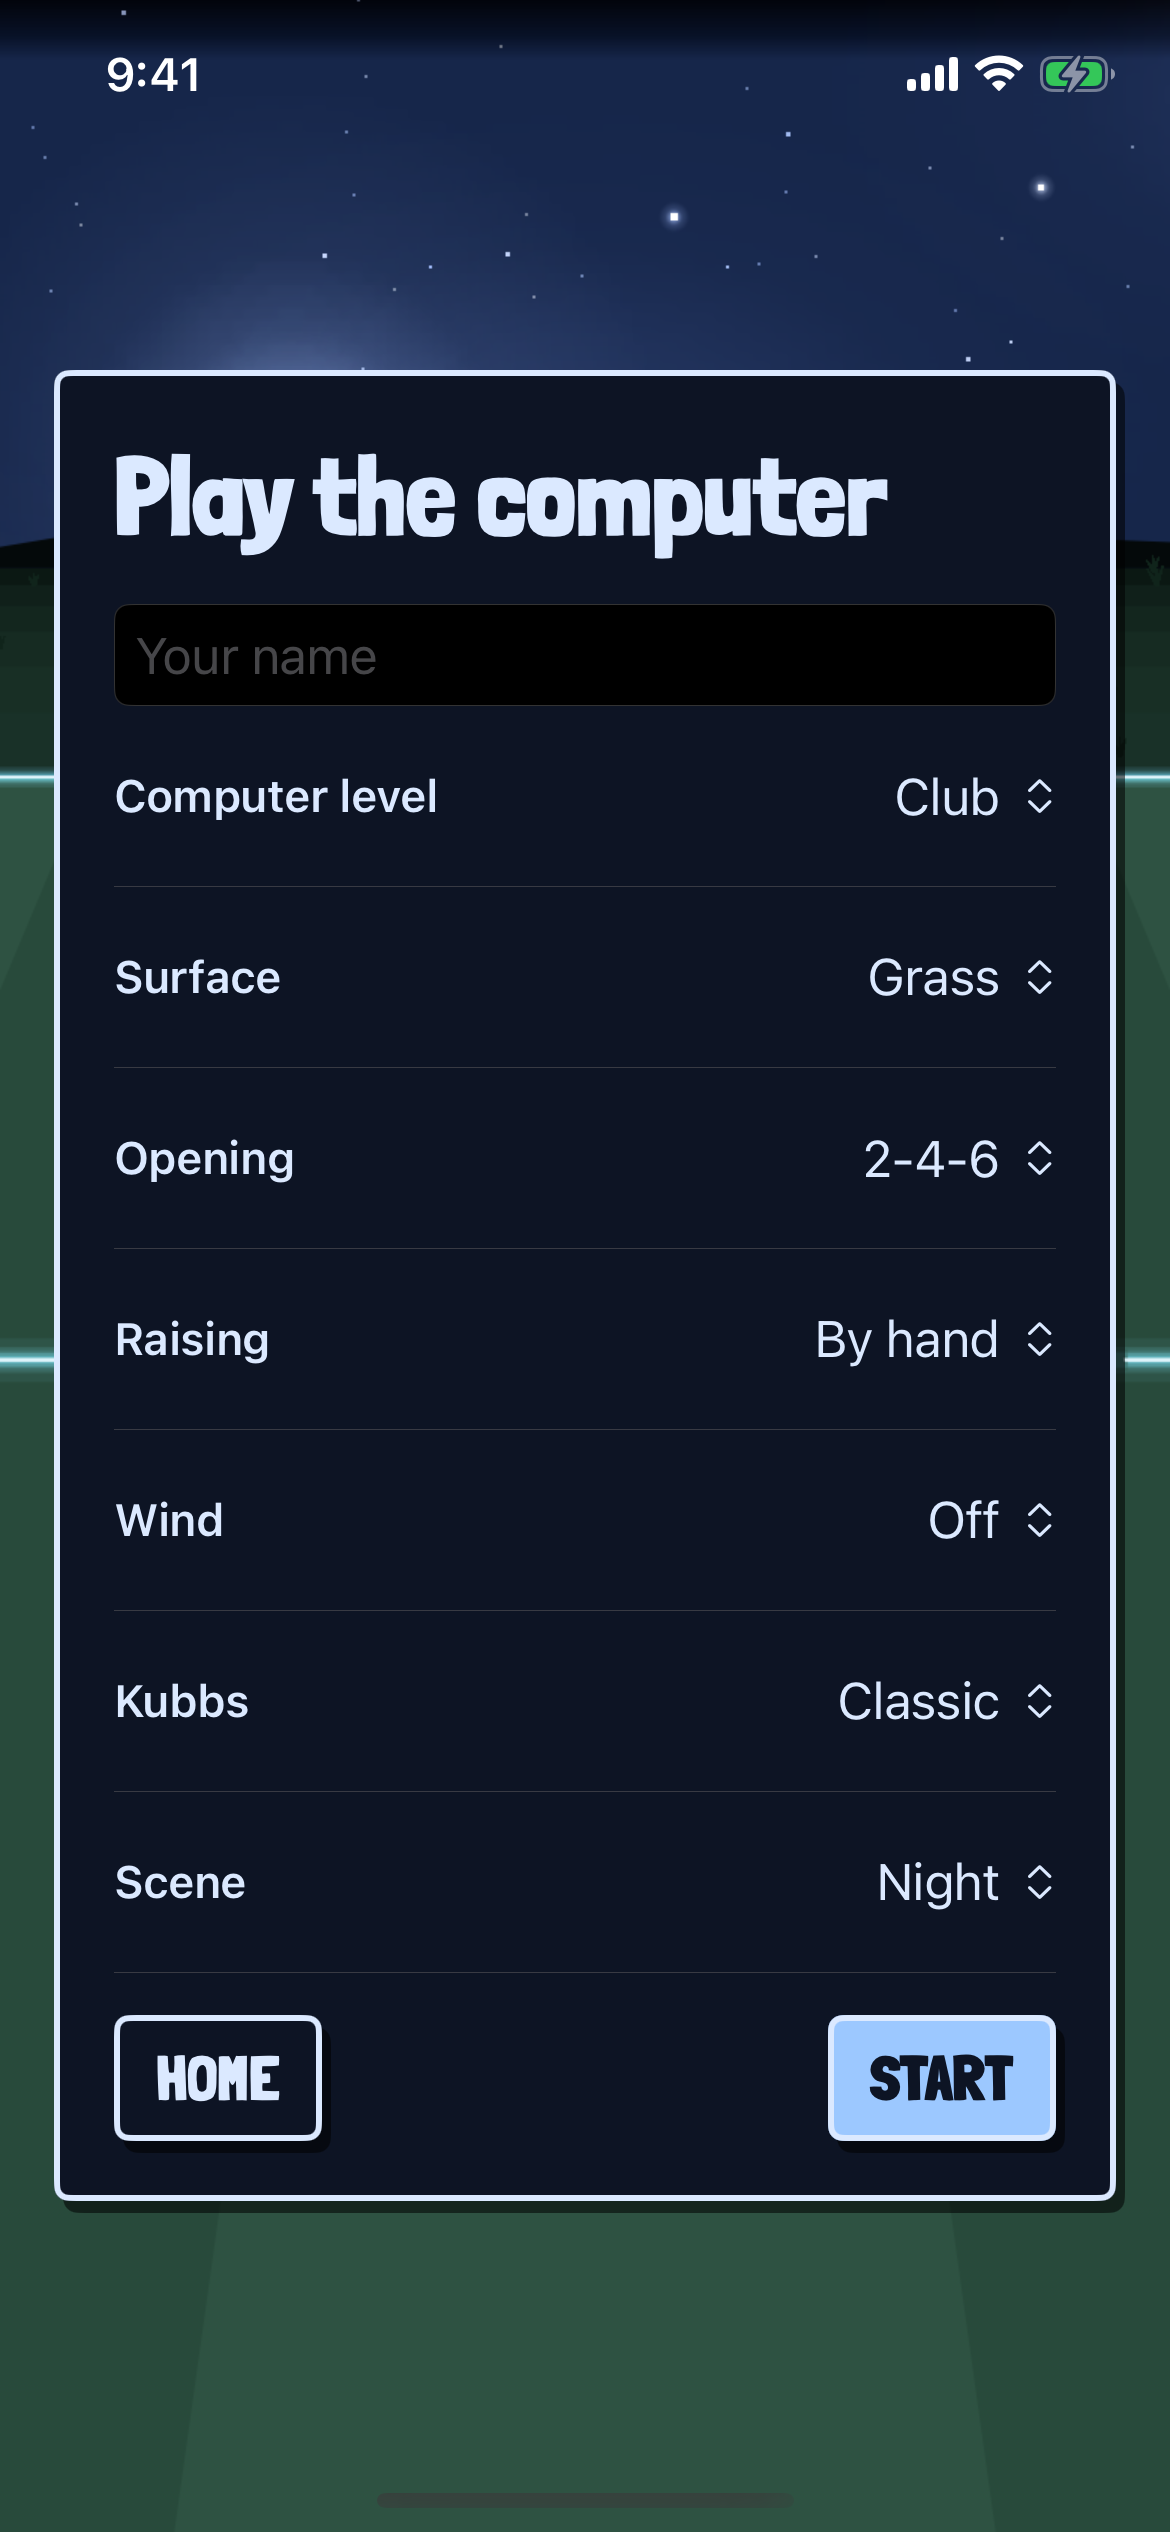 9:41
Play the computer
Your name
Computer level Club
Surface Grass
Opening 2-4-6
Raising By hand
Wind Off
Kubbs Classic
Scene Night
HOME START